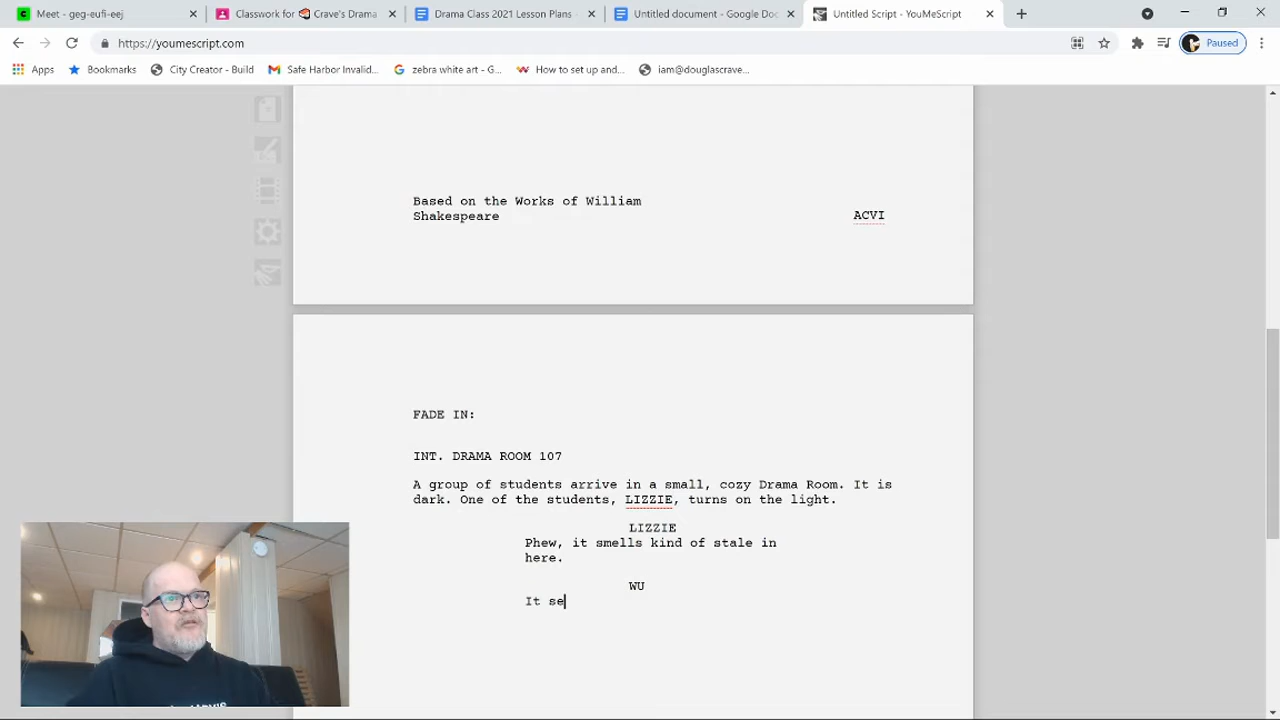 Meet - geg-eufi-eej
Classwork for Crave's Drama
Drama Class 2021 Lesson Plans -
Untitled document - Google Doc
Untitled Script - YouMeScript
https://youmescript.com
Paused
Apps
Bookmarks
City Creator - Build
Safe Harbor Invalid...
zebra white art - G...
How to set up and...
iam@douglascrave...
Based on the Works of William
Shakespeare
ACVI
FADE IN:
INT. DRAMA ROOM 107
A group of students arrive in a small, cozy Drama Room. It is
dark. One of the students, LIZZIE, turns on the light.
LIZZIE
Phew, it smells kind of stale in
here.
WU
It se